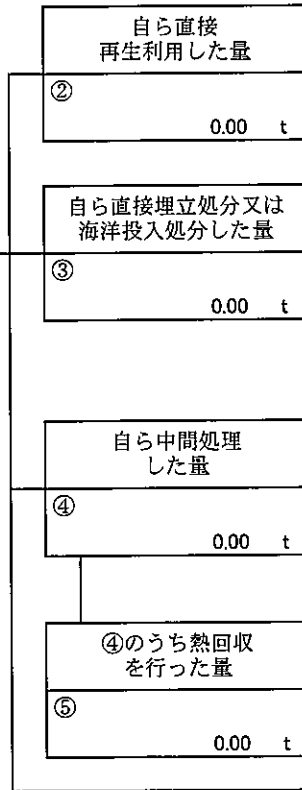 自ら直接
再生利用した量
②
0.00 t
自ら直接埋立処分又は
海洋投入処分した量
③
0.00 t
自ら中間処理
した量
④
0.00 t
④のうち熱回収
を行った量
⑤
0.00 t